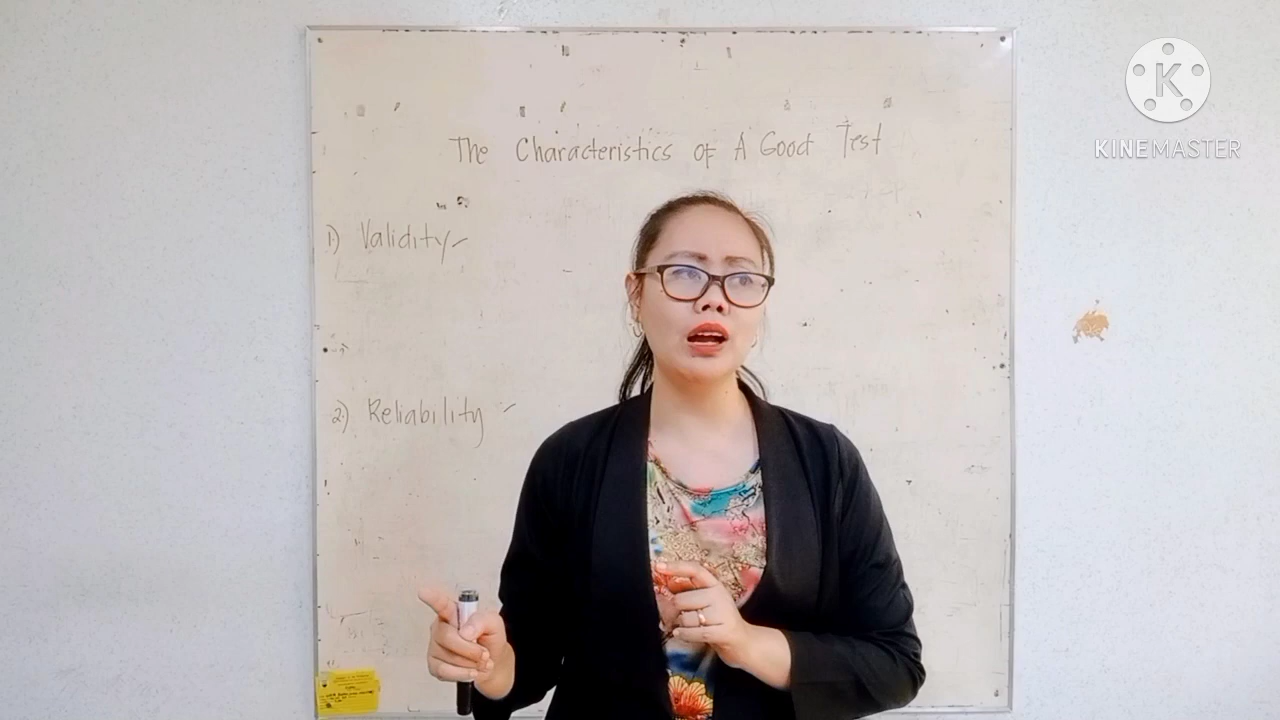 KINEMASTER
The Characteristics of A Good Test
1) Validity
2) Reliability